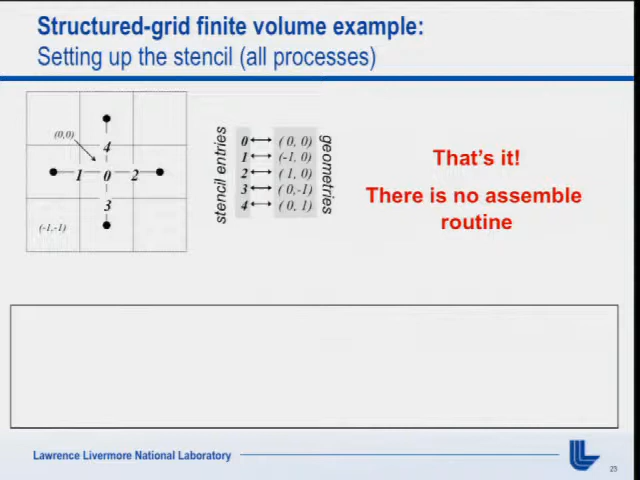 Structured-grid finite volume example:
Setting up the stencil (all processes)
(0,0)
4
1 0 2
3
(-1,-1)
stencil entries
0 ( 0, 0)
1 (-1, 0)
2 ( 1, 0)
3 ( 0,-1)
4 ( 0, 1)
geometries
That's it!
There is no assemble
routine
Lawrence Livermore National Laboratory
23